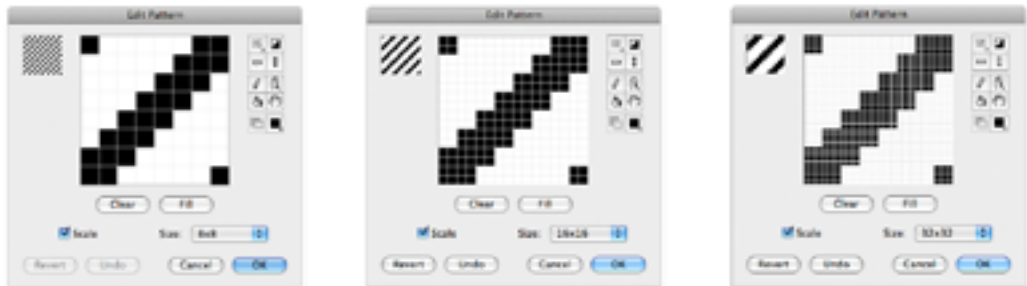 Edit Pattern
Clear Fill
Scale Size: 8x8
Revert Undo Cancel OK
Edit Pattern
Clear Fill
Scale Size: 16x16
Revert Undo Cancel OK
Edit Pattern
Clear Fill
Scale Size: 32x32
Revert Undo Cancel OK